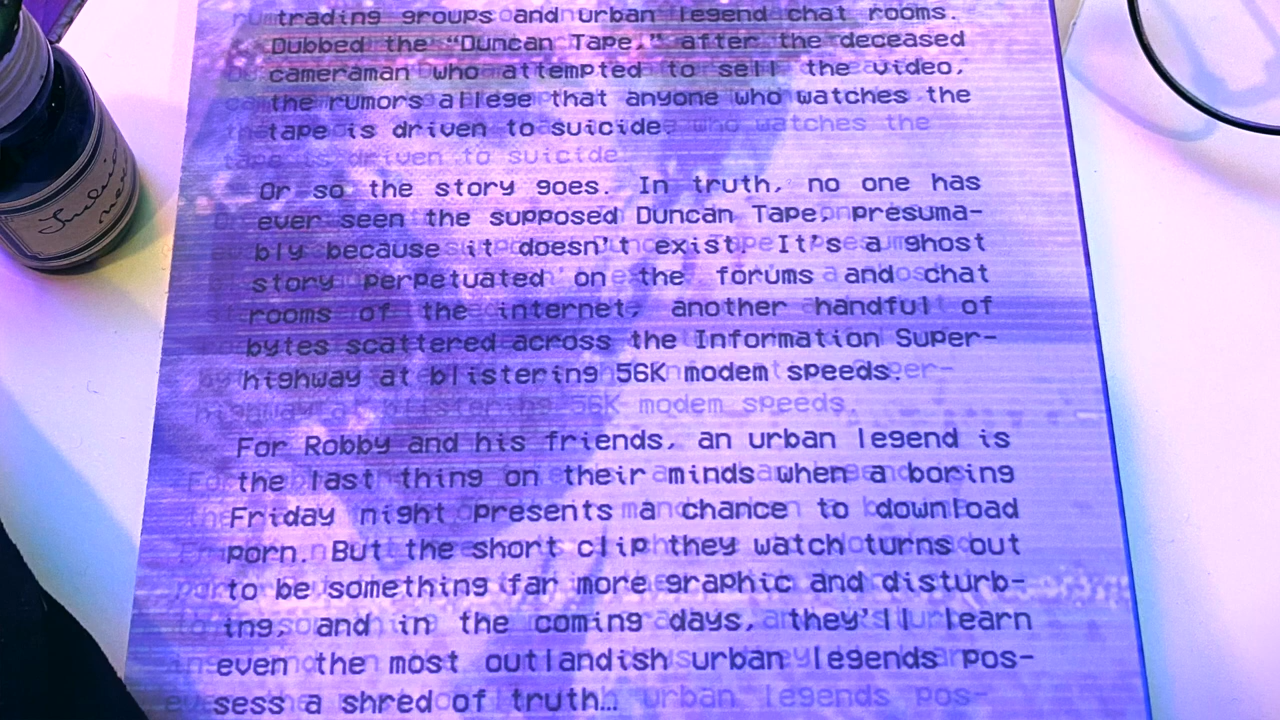 trading groups and urban legend chat rooms.
Dubbed the “Duncan Tape,” after the deceased
cameraman who attempted to sell the video,
the rumors allege that anyone who watches the
tape is driven to suicide.
Or so the story goes. In truth, no one has
ever seen the supposed Duncan Tape, presuma-
bly because it doesn't exist. It's a ghost
story perpetuated on the forums and chat
rooms of the internet, another handful of
bytes scattered across the Information Super-
highway at blistering 56K modem speeds.
For Robby and his friends, an urban legend is
the last thing on their minds when a boring
Friday night presents a chance to download
porn. But the short clip they watch turns out
to be something far more graphic and disturb-
ing, and in the coming days, they'll learn
even the most outlandish urban legends pos-
sess a shred of truth…